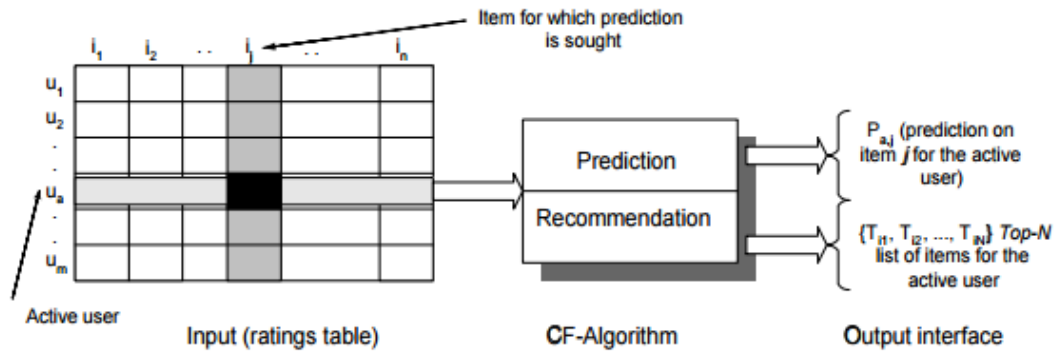 Item for which prediction
is sought
i1 i2 . . ij . . in
u1
u2
.
.
ua
.
.
um
Active user
Prediction
Recommendation
Pa,j (prediction on
item j for the active
user)
{Ti1, Ti2, ..., TiN} Top-N
list of items for the
active user
Input (ratings table)
CF-Algorithm
Output interface